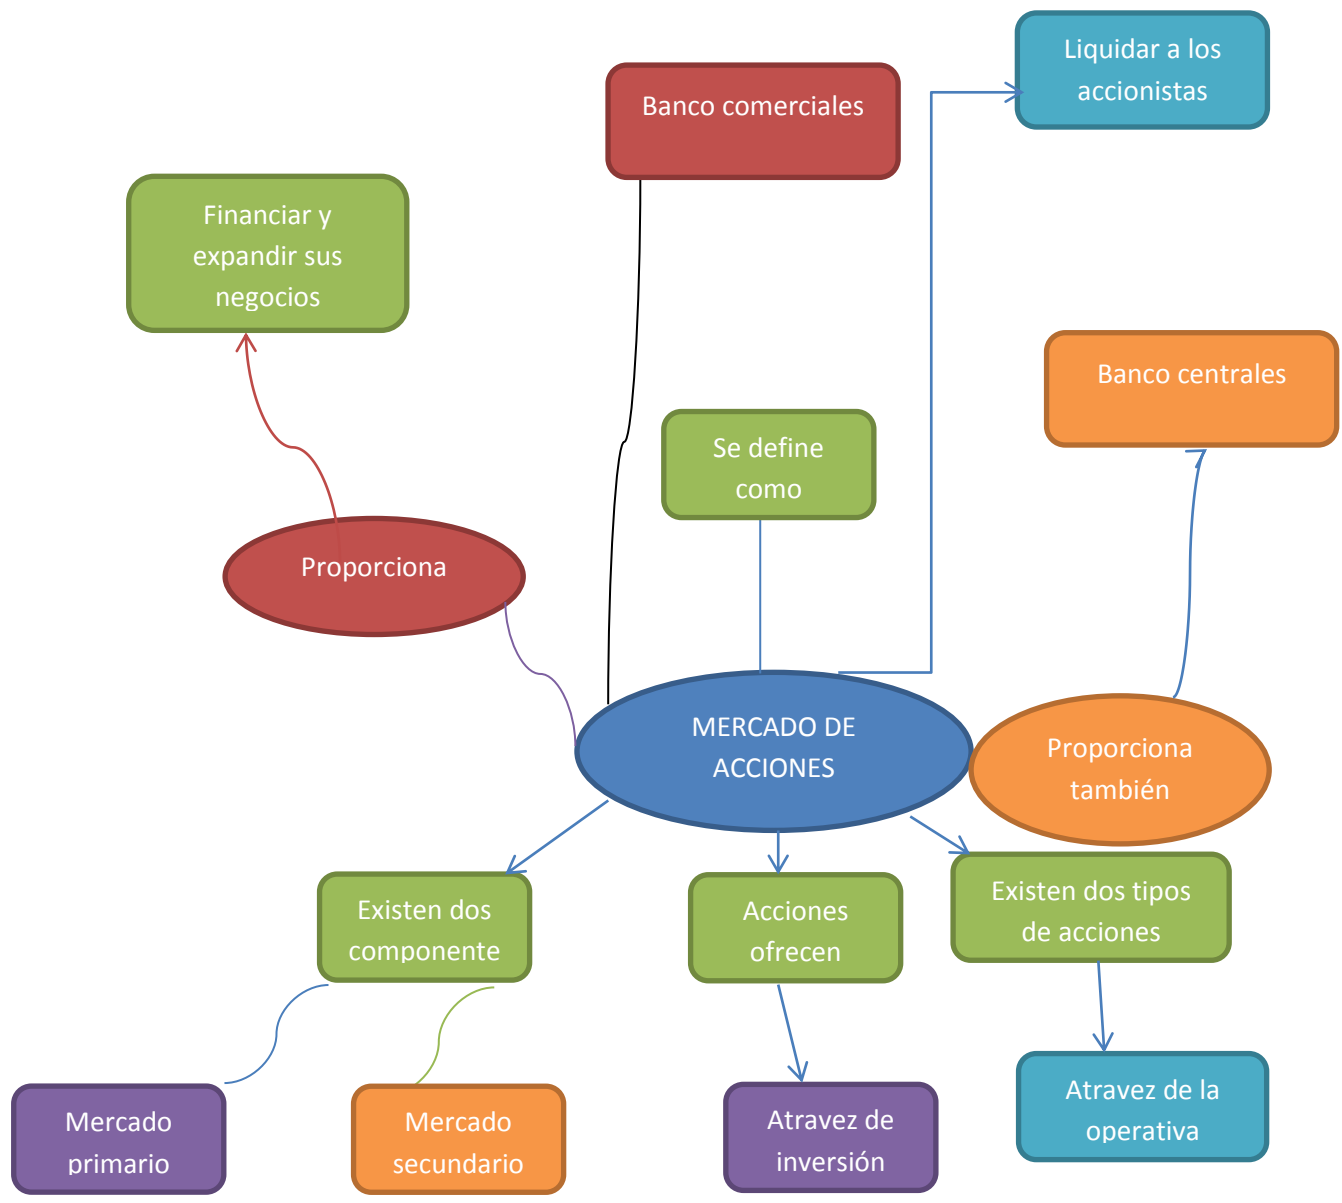 Liquidar a los
accionistas
Banco comerciales
Financiar y
expandir sus
negocios
Banco centrales
Se define
como
Proporciona
MERCADO DE
ACCIONES
Proporciona
también
Existen dos
componente
Acciones
ofrecen
Existen dos tipos
de acciones
Mercado
primario
Mercado
secundario
Atravez de
inversión
Atravez de la
operativa